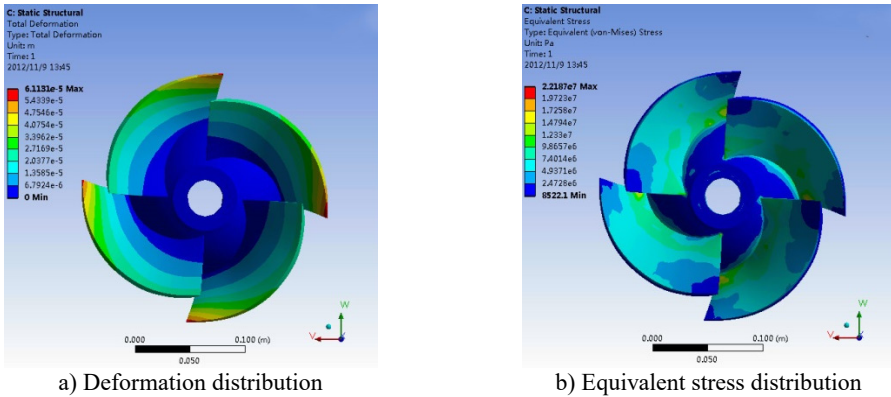 C: Static Structural
Total Deformation
Type: Total Deformation
Unit: m
Time: 1
2012/11/9 13:45
6.1131e-5 Max
5.4339e-5
4.7546e-5
4.0754e-5
3.3962e-5
2.7169e-5
2.0377e-5
1.3585e-5
6.7924e-6
0 Min
0.000 0.100 (m)
0.050
W
V
a) Deformation distribution
C: Static Structural
Equivalent Stress
Type: Equivalent (von-Mises) Stress
Unit: Pa
Time: 1
2012/11/9 13:45
2.2187e7 Max
1.9723e7
1.7258e7
1.4794e7
1.233e7
9.8657e6
7.4014e6
4.9371e6
2.4728e6
8522.1 Min
0.000 0.100 (m)
0.050
W
V
b) Equivalent stress distribution